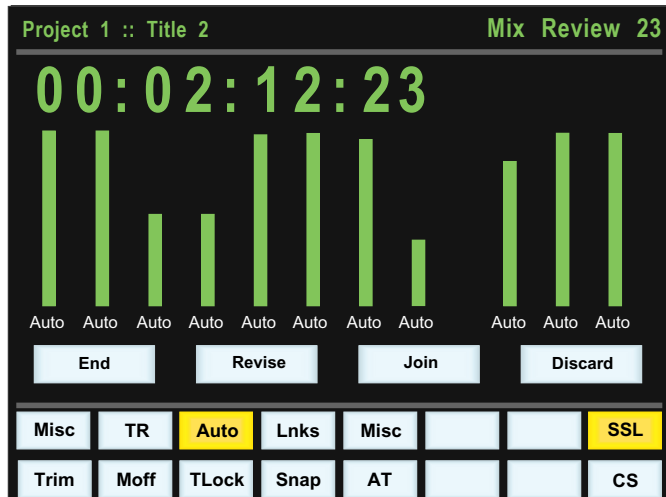 Project 1 :: Title 2 Mix Review 23
00:02:12:23
Auto Auto Auto Auto Auto Auto Auto Auto Auto Auto Auto
End Revise Join Discard
Misc TR Auto Lnks Misc SSL
Trim Moff TLock Snap AT CS